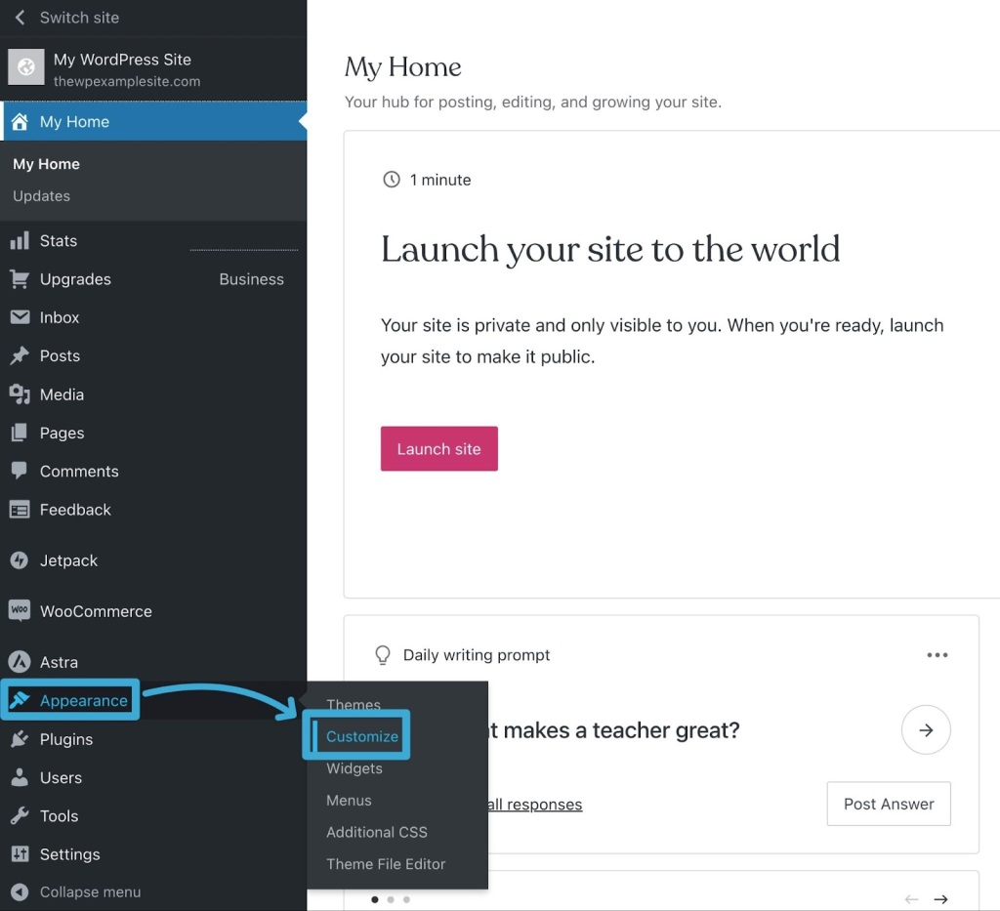 Switch site
My WordPress Site
thewpexamplesite.com
My Home
My Home
Updates
Stats
Upgrades Business
Inbox
Posts
Media
Pages
Comments
Feedback
Jetpack
WOO WooCommerce
Astra
Appearance
Plugins
Users
Tools
Settings
Collapse menu
Themes
Customize
Widgets
Menus
Additional CSS
Theme File Editor
My Home
Your hub for posting, editing, and growing your site.
1 minute
Launch your site to the world
Your site is private and only visible to you. When you're ready, launch
your site to make it public.
Launch site
Daily writing prompt
makes a teacher great?
all responses
Post Answer